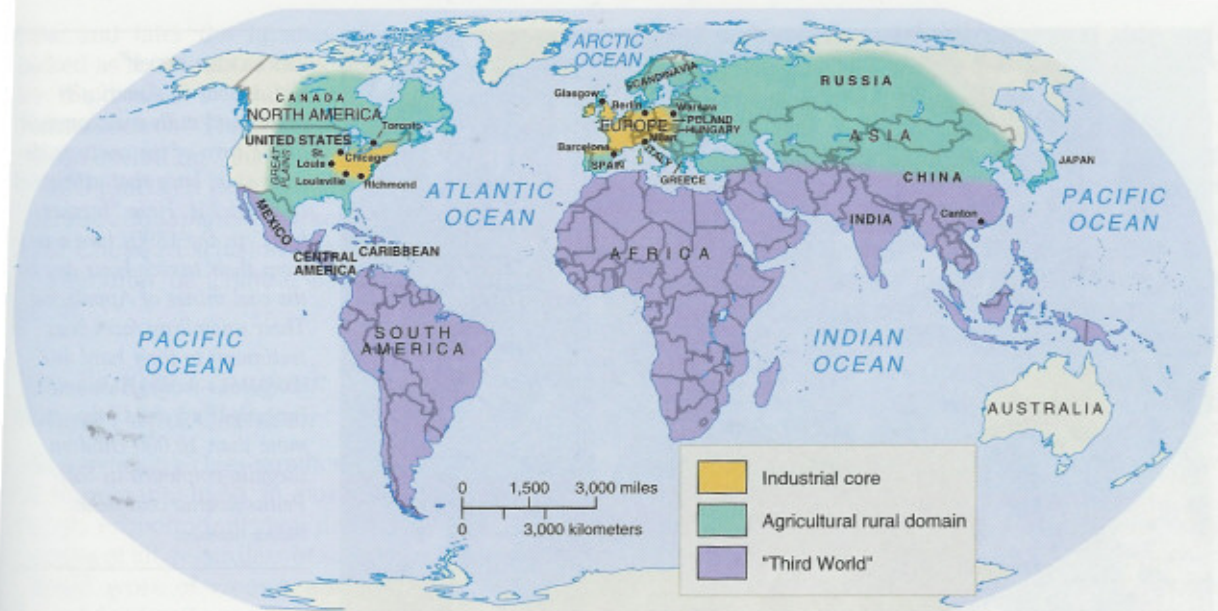 ARCTIC
OCEAN
SCANDINAVIA
RUSSIA
Glasgow
Berlin
Warsaw
POLAND
HUNGARY
EUROPE
Milan
ITALY
Barcelona
SPAIN
GREECE
ASIA
JAPAN
CHINA
INDIA
Canton
CANADA
NORTH AMERICA
Toronto
UNITED STATES
St.
Louis
Chicago
GREAT
PLAINS
Louisville
Richmond
MEXICO
ATLANTIC
OCEAN
PACIFIC
OCEAN
CENTRAL
AMERICA
CARIBBEAN
AFRICA
SOUTH
AMERICA
PACIFIC
OCEAN
INDIAN
OCEAN
AUSTRALIA
0 1,500 3,000 miles
0 3,000 kilometers
Industrial core
Agricultural rural domain
"Third World"